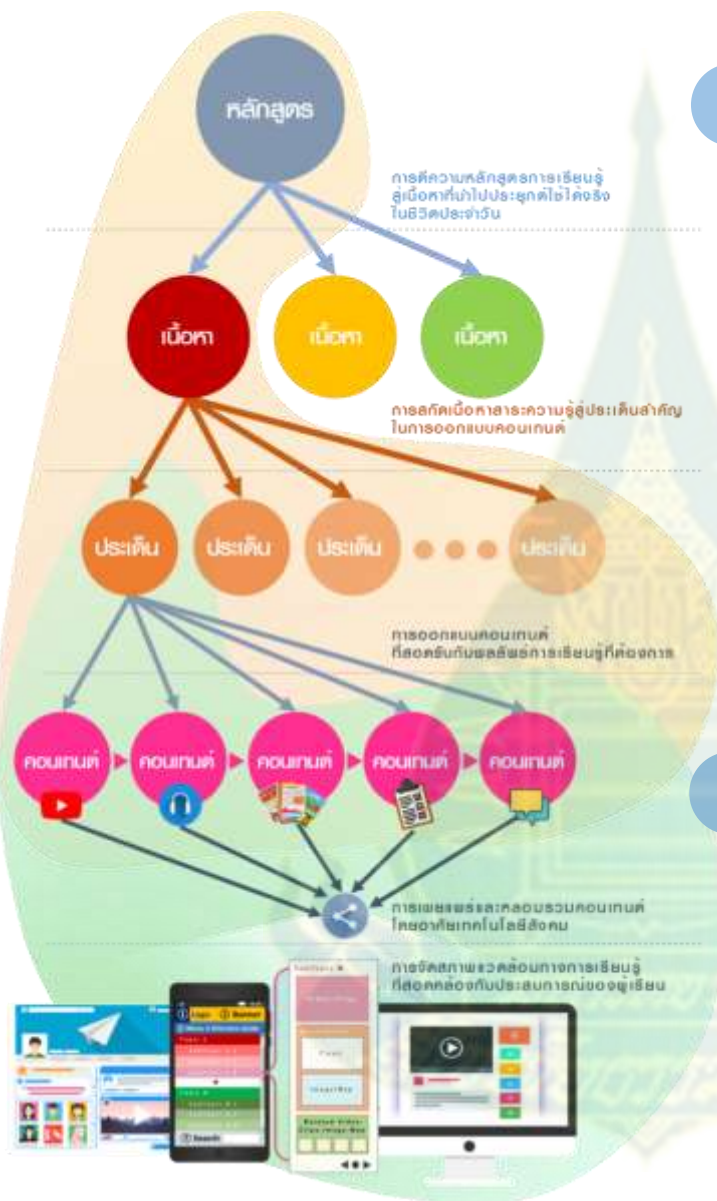 หลักสูตร
การตีความหลักสูตรการเรียนรู้
สู่เนื้อหาที่นำไปประยุกต์ใช้ได้จริง
ในชีวิตประจำวัน
เนื้อหา
เนื้อหา
เนื้อหา
การสกัดเนื้อหาสาระความรู้สู่ประเด็นสำคัญ
ในการออกแบบคอนเทนต์
ประเด็น
ประเด็น
ประเด็น
ประเด็น
การออกแบบคอนเทนต์
ที่สอดรับกับผลลัพธ์การเรียนรู้ที่ต้องการ
คอนเทนต์
คอนเทนต์
คอนเทนต์
คอนเทนต์
คอนเทนต์
การเผยแพร่และหลอมรวมคอนเทนต์
โดยอาศัยเทคโนโลยีสังคม
การจัดสภาพแวดล้อมทางการเรียนรู้
ที่สอดคล้องกับประสบการณ์ของผู้เรียน
Logo
Banner
Search